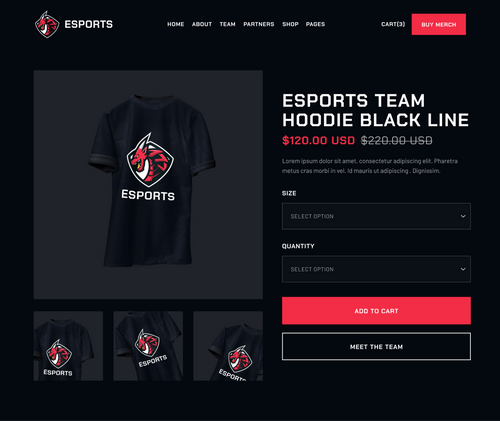 ESPORTS
HOME ABOUT TEAM PARTNERS SHOP PAGES
CART(3) BUY MERCH
ESPORTS
ESPORTS
ESPORTS
ESPORTS
ESPORTS TEAM
HOODIE BLACK LINE
$120.00 USD $220.00 USD
Lorem ipsum dolor sit amet, consectetur adipiscing elit. Pharetra
metus cras morbi in vel. Id mauris ut adipiscing . Dignissim.
SIZE
SELECT OPTION
QUANTITY
SELECT OPTION
ADD TO CART
MEET THE TEAM